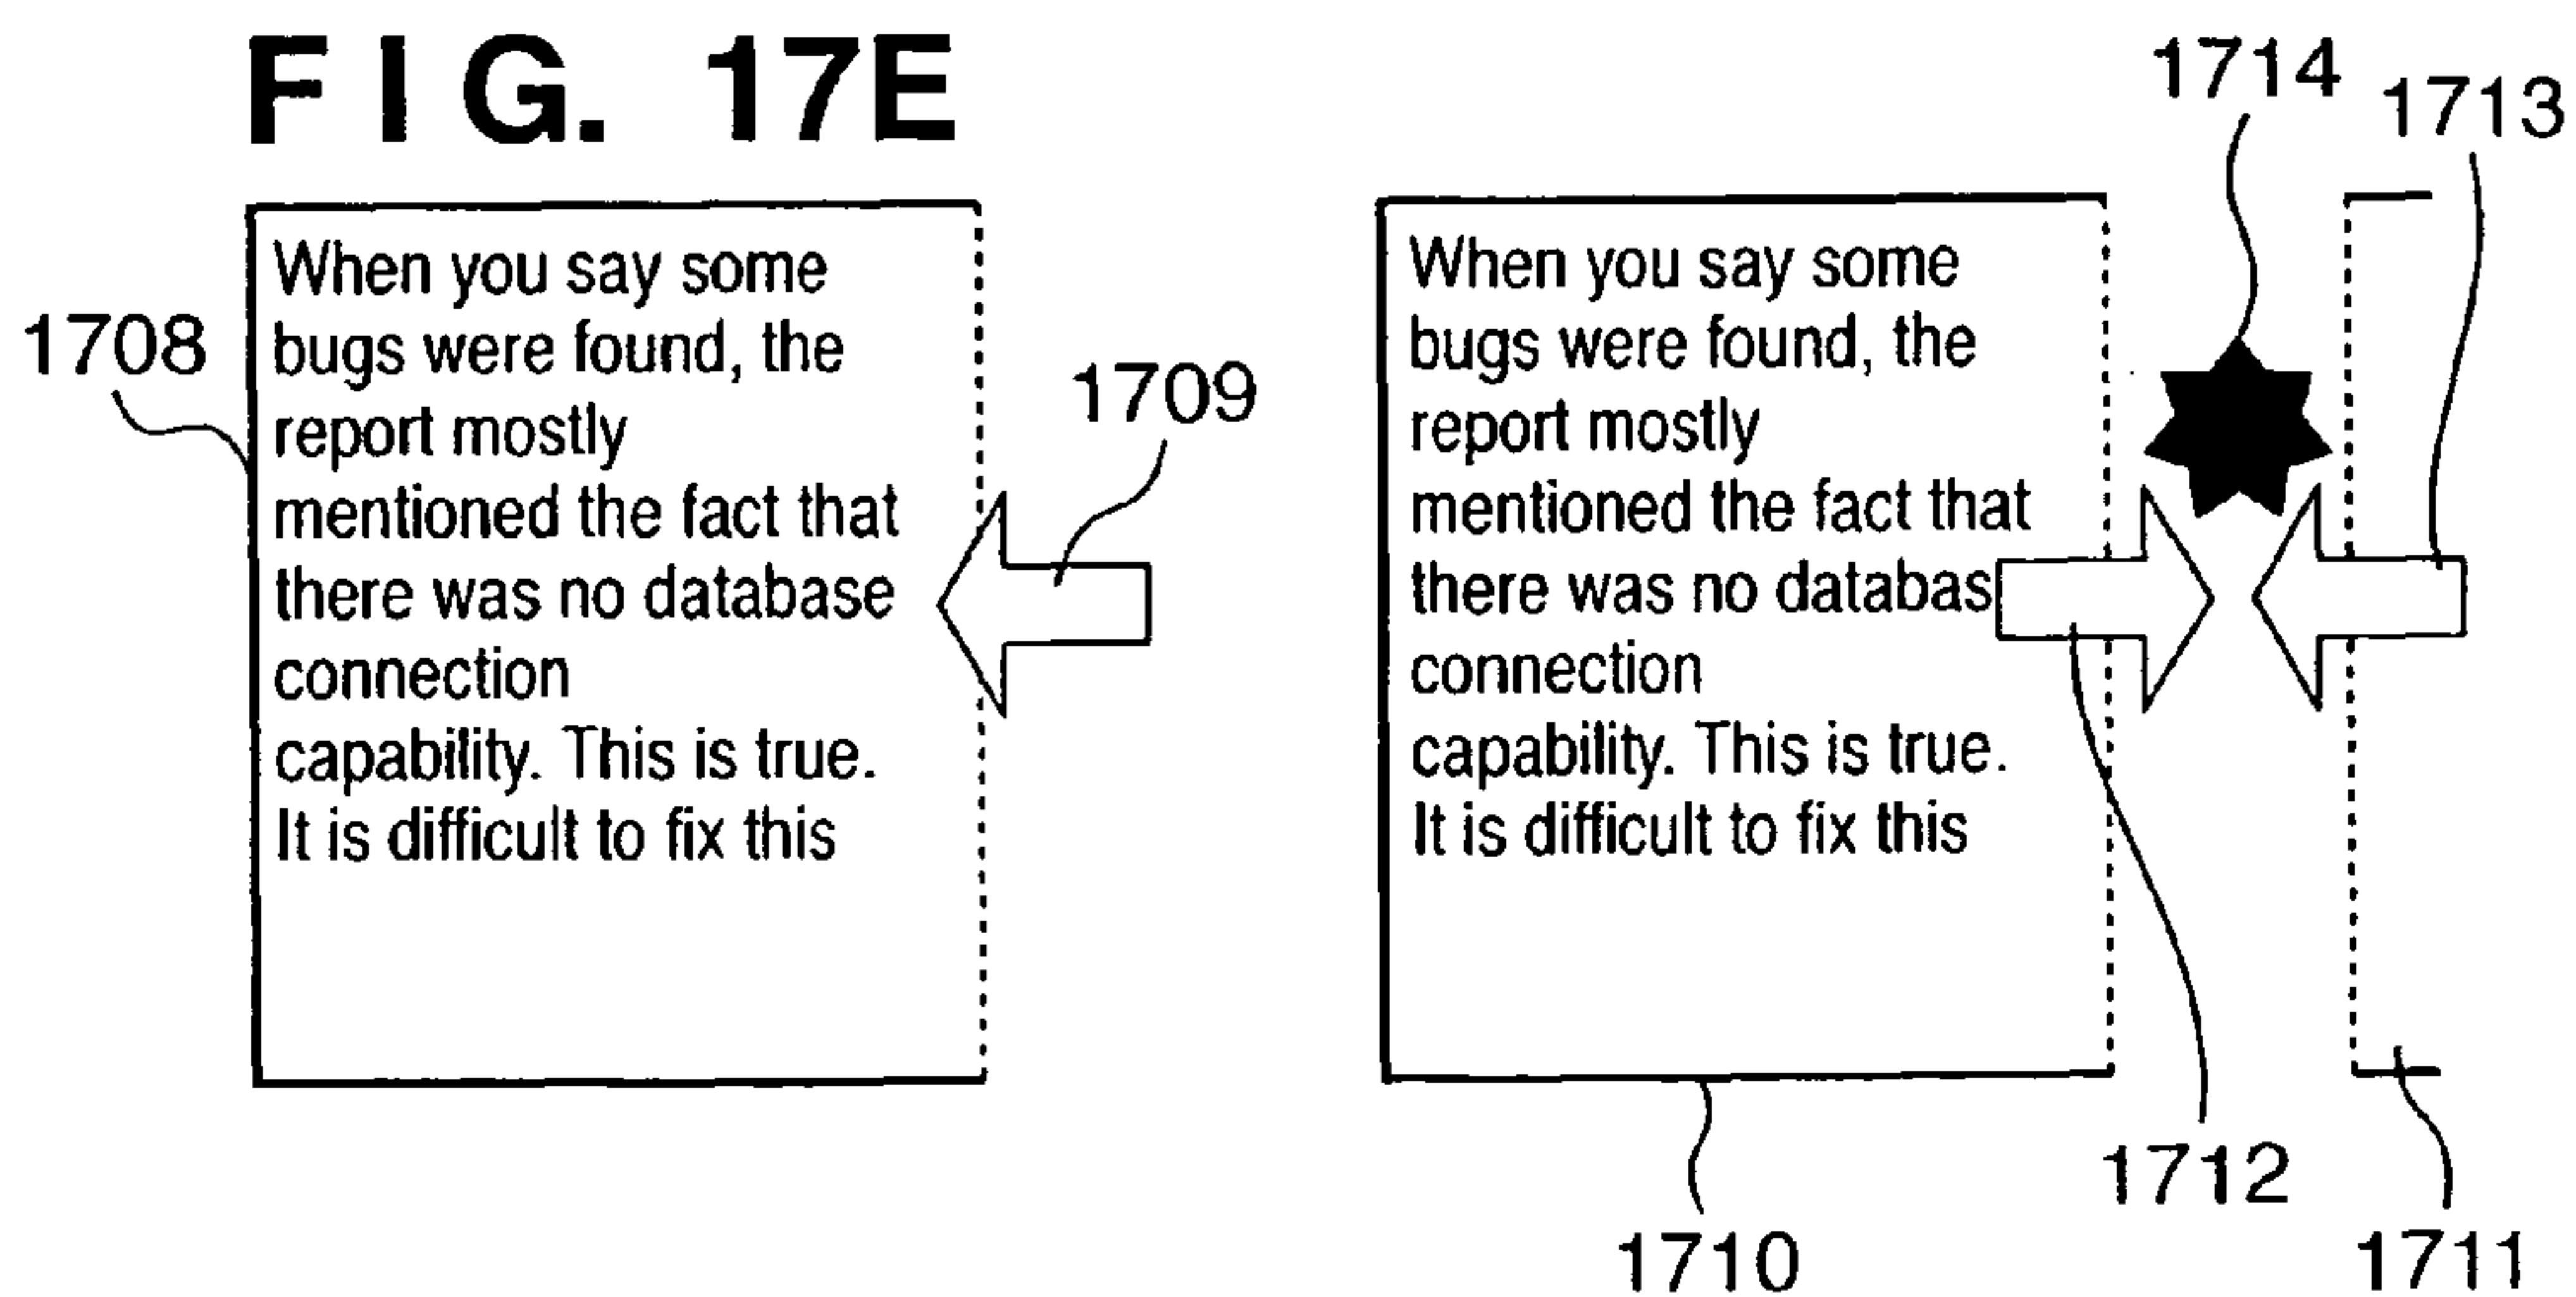 FIG. 17E
1714
1713
1708
When you say some
bugs were found, the
report mostly
mentioned the fact that
there was no database
connection
capability. This is true.
It is difficult to fix this
1709
When you say some
bugs were found, the
report mostly
mentioned the fact that
there was no databas
connection
capability. This is true.
It is difficult to fix this
1712
1710
1711